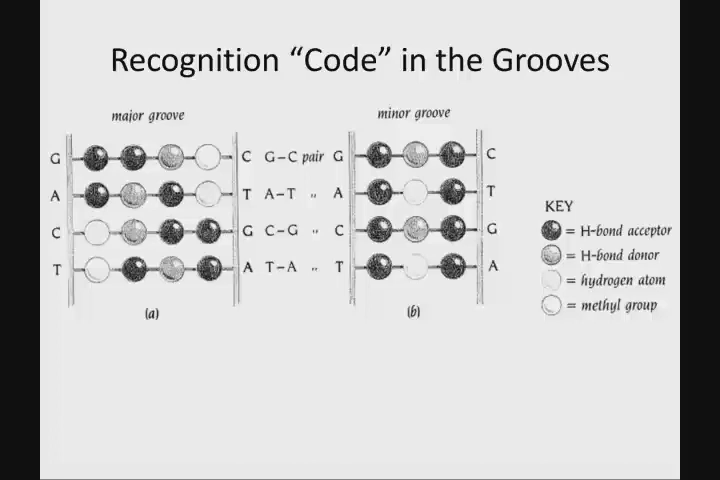 Recognition “Code” in the Grooves
major groove
minor groove
G C G–C pair G C
A T A–T " A T
C G C–G " C G
T A T–A " T A
(a)
(b)
KEY
= H-bond acceptor
= H-bond donor
= hydrogen atom
= methyl group